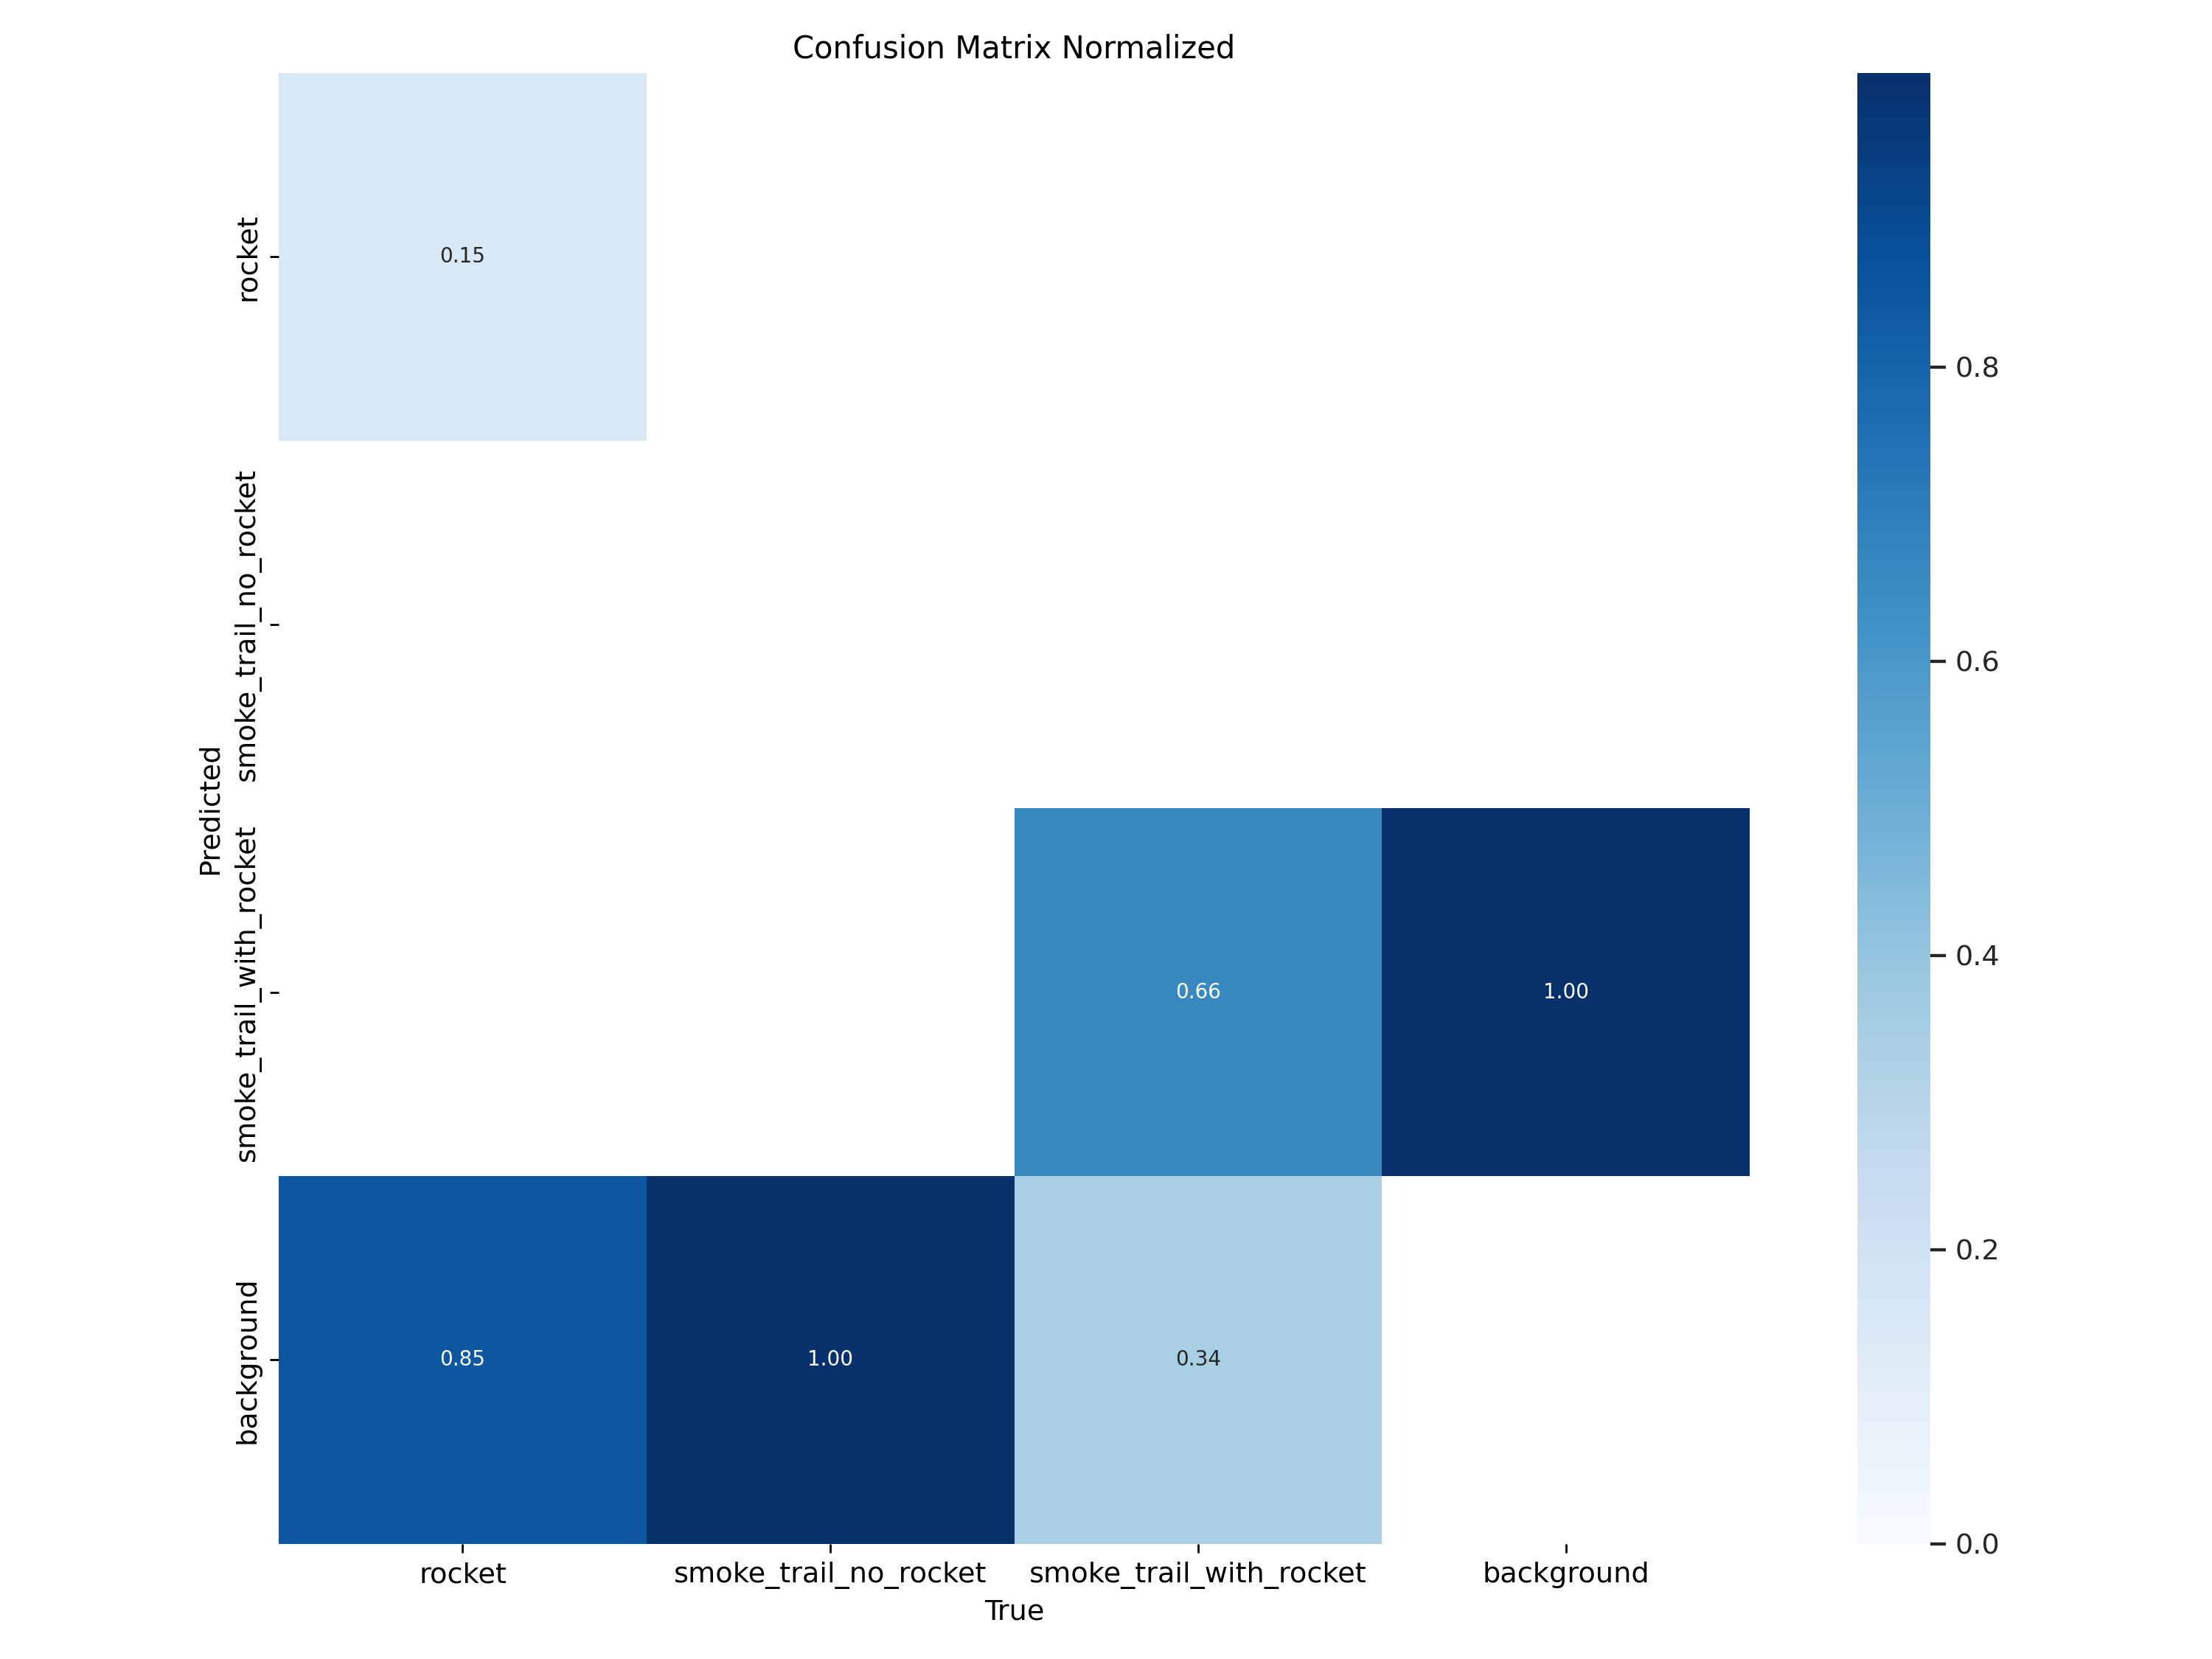 Confusion Matrix Normalized
rocket
0.15
0.8
smoke_trail_no_rocket
0.6
Predicted
smoke_trail_with_rocket
0.66
1.00
0.4
background
0.85
1.00
0.34
0.2
0.0
rocket
smoke_trail_no_rocket
smoke_trail_with_rocket
background
True